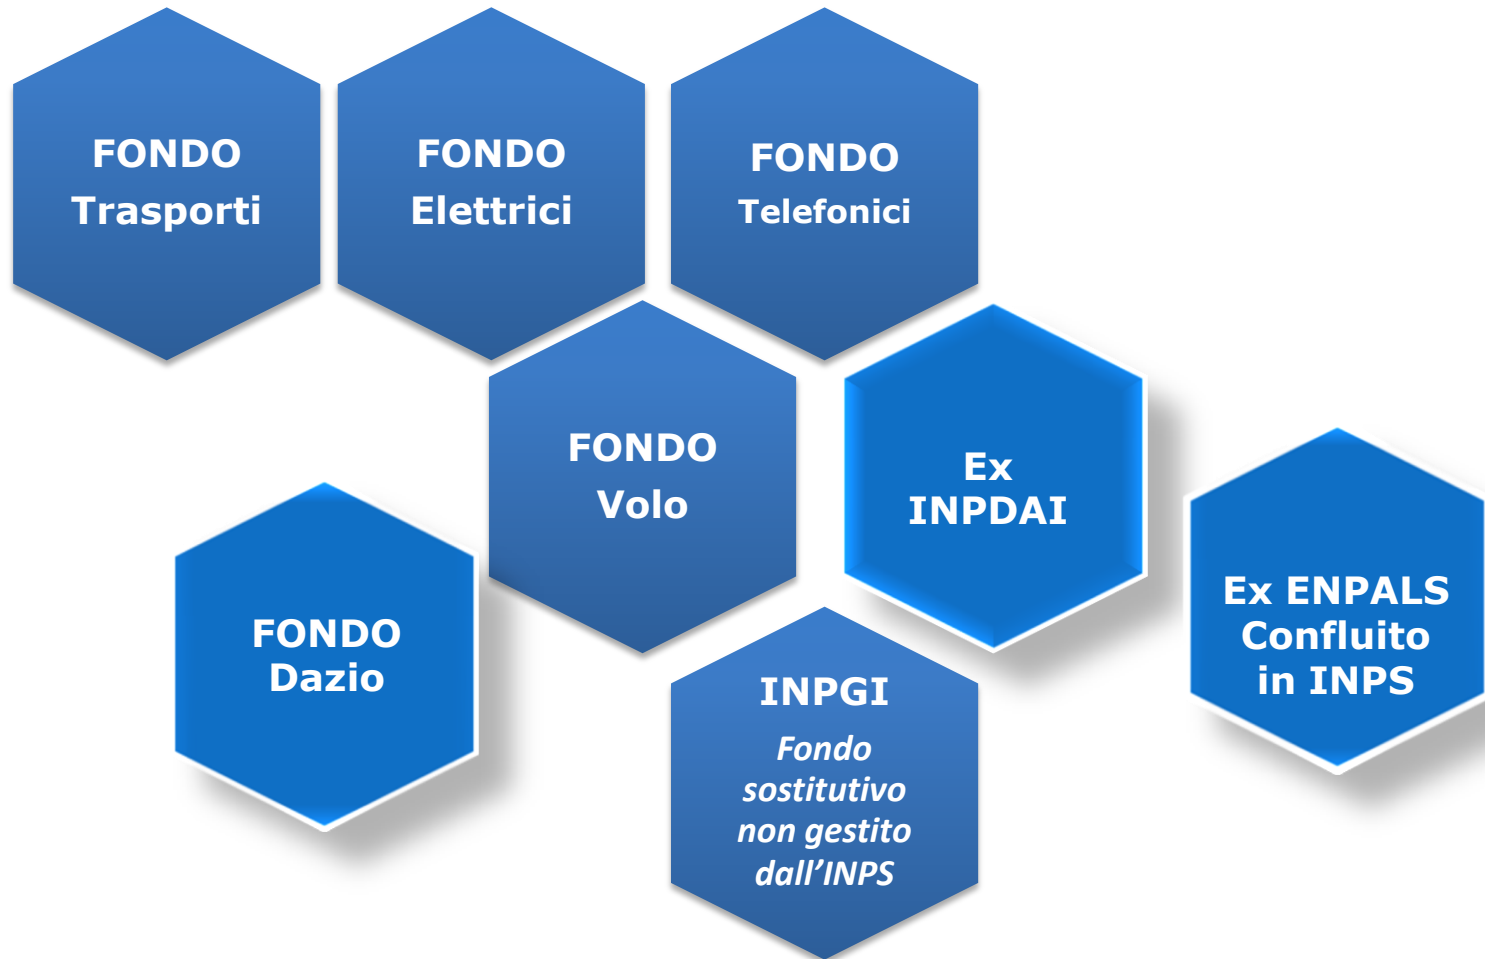 FONDO
Trasporti
FONDO
Elettrici
FONDO
Telefonici
FONDO
Volo
Ex
INPDAI
Ex ENPALS
Confluito
in INPS
FONDO
Dazio
INPGI
Fondo
sostitutivo
non gestito
dall’INPS